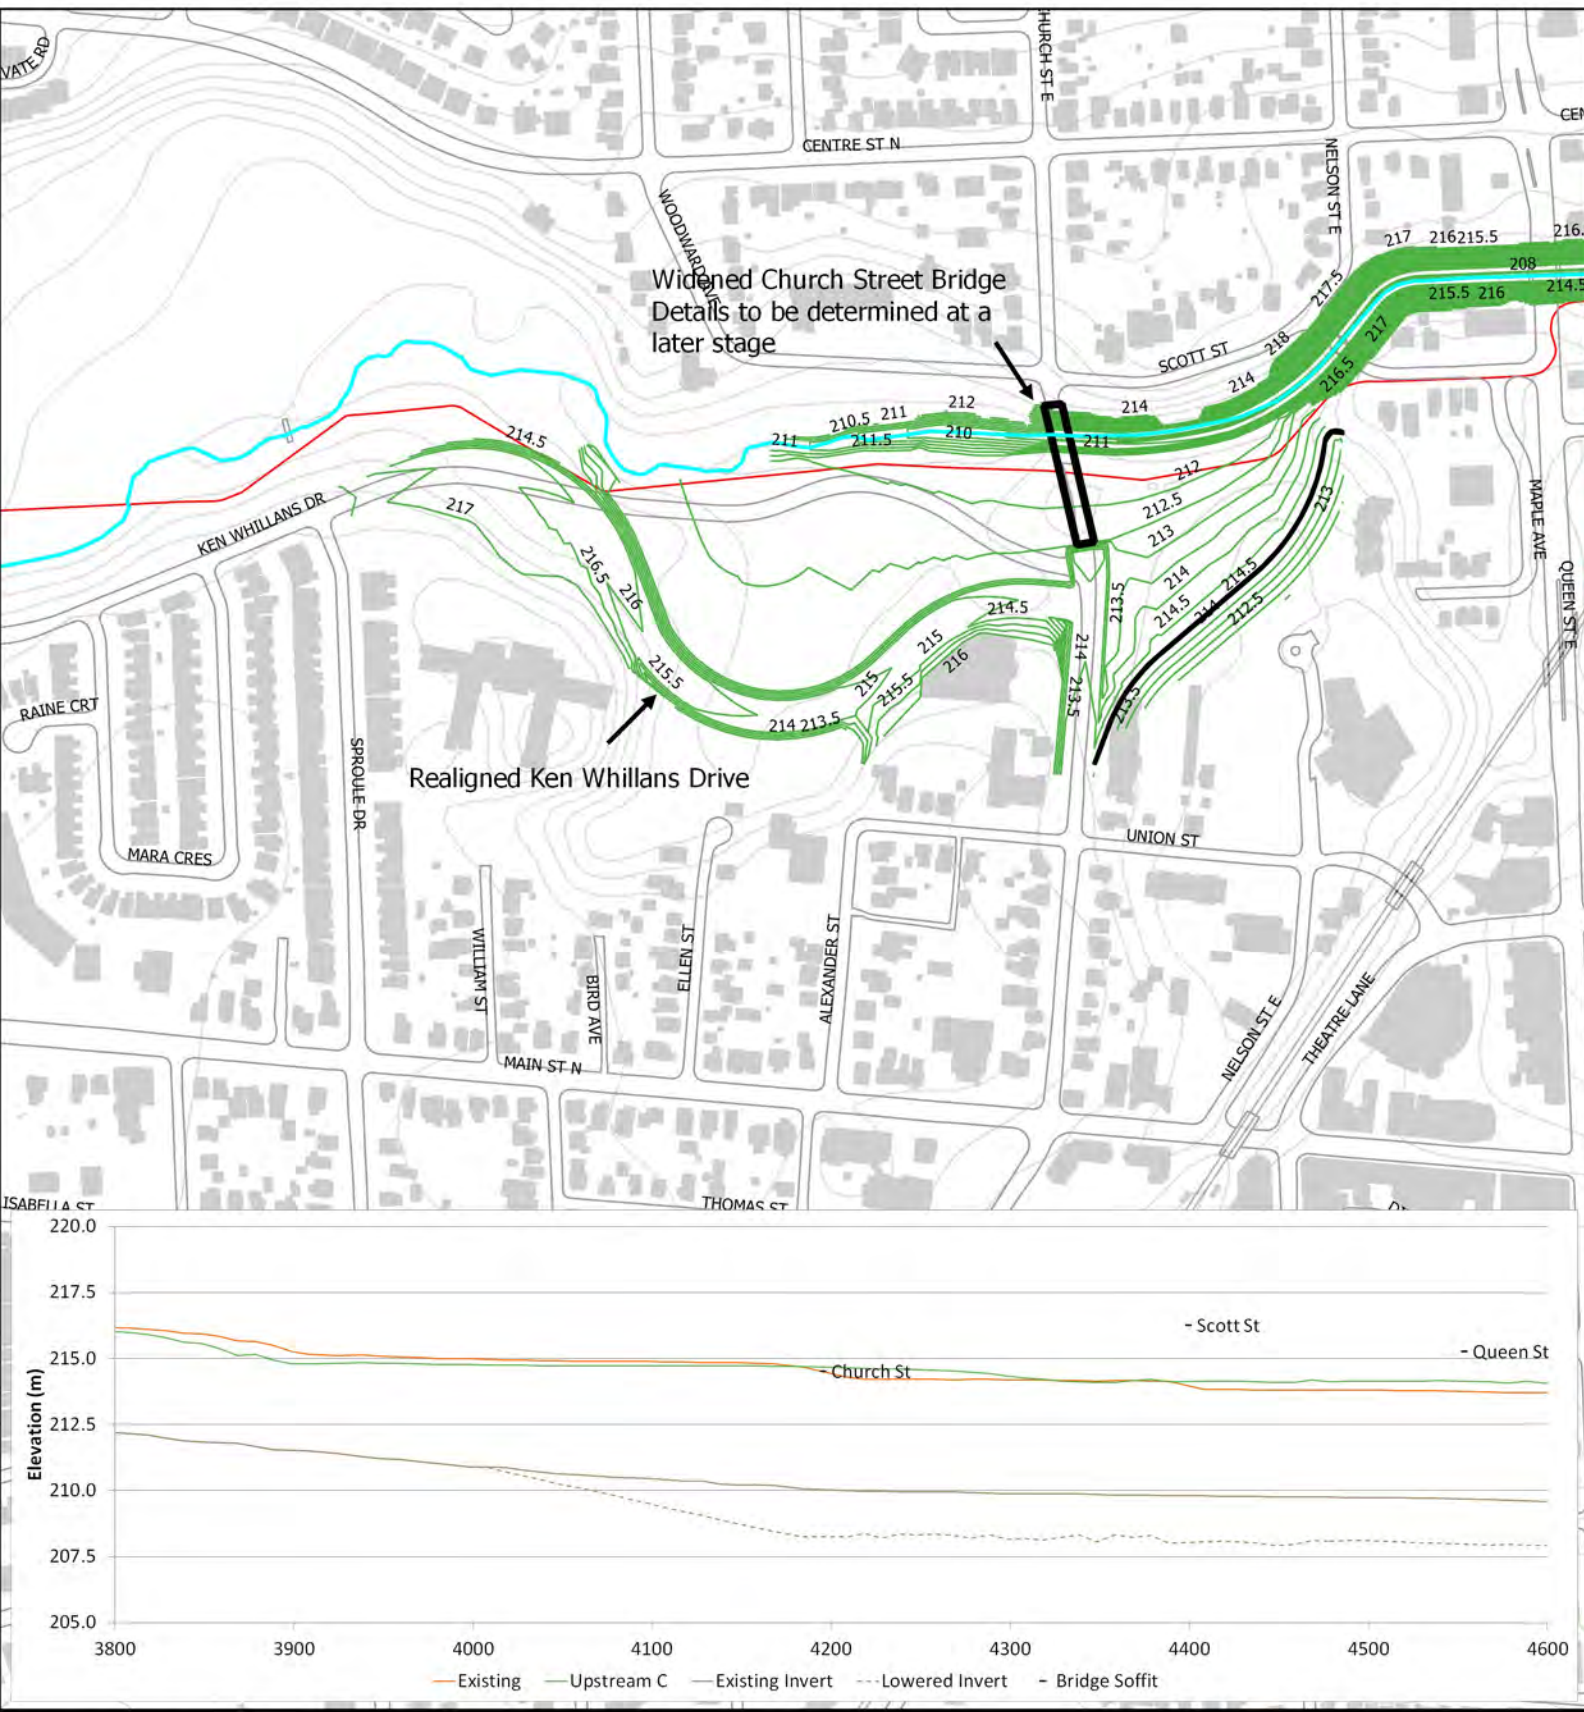 VATE RD
CHURCH ST E
CENTRE ST N
CEN
NELSON ST E
WOODWARD AVE
Widened Church Street Bridge
Details to be determined at a
later stage
217
216
215.5
216.
208
217.5
215.5
216
214.5
SCOTT ST
218
217
216.5
214
212
214
210.5
211
211
211.5
210
211
214.5
212
212.5
213
213
217
KEN WHILLANS DR
MAPLE AVE
QUEEN ST E
216.5
216
214
214.5
213.5
214.5
214
212.5
214.5
215
216
214
215.5
215
215.5
213.5
213.5
214
213.5
RAINE CRT
SPROULE DR
Realigned Ken Whillans Drive
MARA CRES
UNION ST
WILLIAM ST
BIRD AVE
ELLEN ST
ALEXANDER ST
NELSON ST E
THEATRE LANE
MAIN ST N
ISABELLA ST
THOMAS ST
220.0
217.5
215.0
212.5
210.0
207.5
205.0
Elevation (m)
Scott St
Queen St
Church St
3800 3900 4000 4100 4200 4300 4400 4500 4600
Existing Upstream C Existing Invert Lowered Invert Bridge Soffit